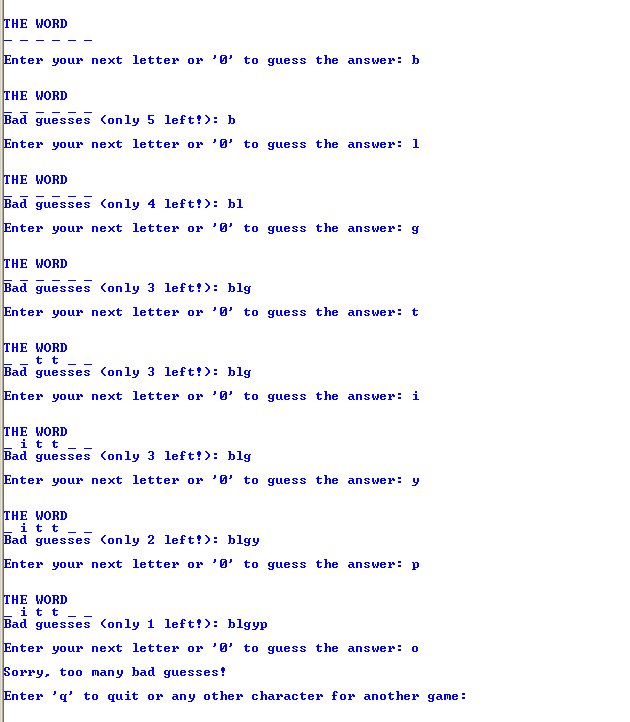 THE WORD
_ _ _ _ _ _
Enter your next letter or '0' to guess the answer: b
THE WORD
_ _ _ _ _ _
Bad guesses (only 5 left!): b
Enter your next letter or '0' to guess the answer: l
THE WORD
_ _ _ _ _ _
Bad guesses (only 4 left!): bl
Enter your next letter or '0' to guess the answer: g
THE WORD
_ _ _ _ _ _
Bad guesses (only 3 left!): blg
Enter your next letter or '0' to guess the answer: t
THE WORD
_ _ t t _ _
Bad guesses (only 3 left!): blg
Enter your next letter or '0' to guess the answer: i
THE WORD
_ i t t _ _
Bad guesses (only 3 left!): blg
Enter your next letter or '0' to guess the answer: y
THE WORD
_ i t t _ _
Bad guesses (only 2 left!): blgy
Enter your next letter or '0' to guess the answer: p
THE WORD
_ i t t _ _
Bad guesses (only 1 left!): blgyp
Enter your next letter or '0' to guess the answer: o
Sorry, too many bad guesses!
Enter 'q' to quit or any other character for another game: